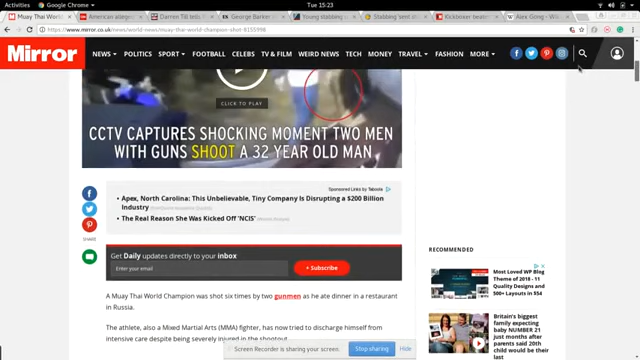 Activities
Google Chrome
Tue 15:23
Muay Thai World
American allege
Darren Till tells
George Barker
Young stabbed
Stabbing 'sent sh
Kickboxer beate
Alex Gong - Wi
Secure
https://www.mirror.co.uk/news/world-news/muay-thai-world-champion-shot-9155998
Mirror
NEWS
POLITICS
SPORT
FOOTBALL
CELEBS
TV & FILM
WEIRD NEWS
TECH
MONEY
TRAVEL
FASHION
MORE
CLICK TO PLAY
CCTV CAPTURES SHOCKING MOMENT TWO MEN
WITH GUNS SHOOT A 32 YEAR OLD MAN
Sponsored Links by Taboola
• Apex, North Carolina: This Unbelievable, Tiny Company Is Disrupting a $200 Billion
Industry
• The Real Reason She Was Kicked Off 'NCIS'
SHARE
Get Daily updates directly to your inbox
Enter your email
+ Subscribe
A Muay Thai World Champion was shot six times by two gunmen as he ate dinner in a restaurant
in Russia.
The athlete, also a Mixed Martial Arts (MMA) fighter, has now tried to discharge himself from
intensive care despite being severely injured in the shootout.
RECOMMENDED
Most Loved WP Blog
Theme of 2018 - 11
Quality Designs and
500+ Layouts in $54
Britain's biggest
family expecting
baby NUMBER 21
just months after
parents said 20th
child would be their
Screen Recorder is sharing your screen.
Stop sharing
Hide